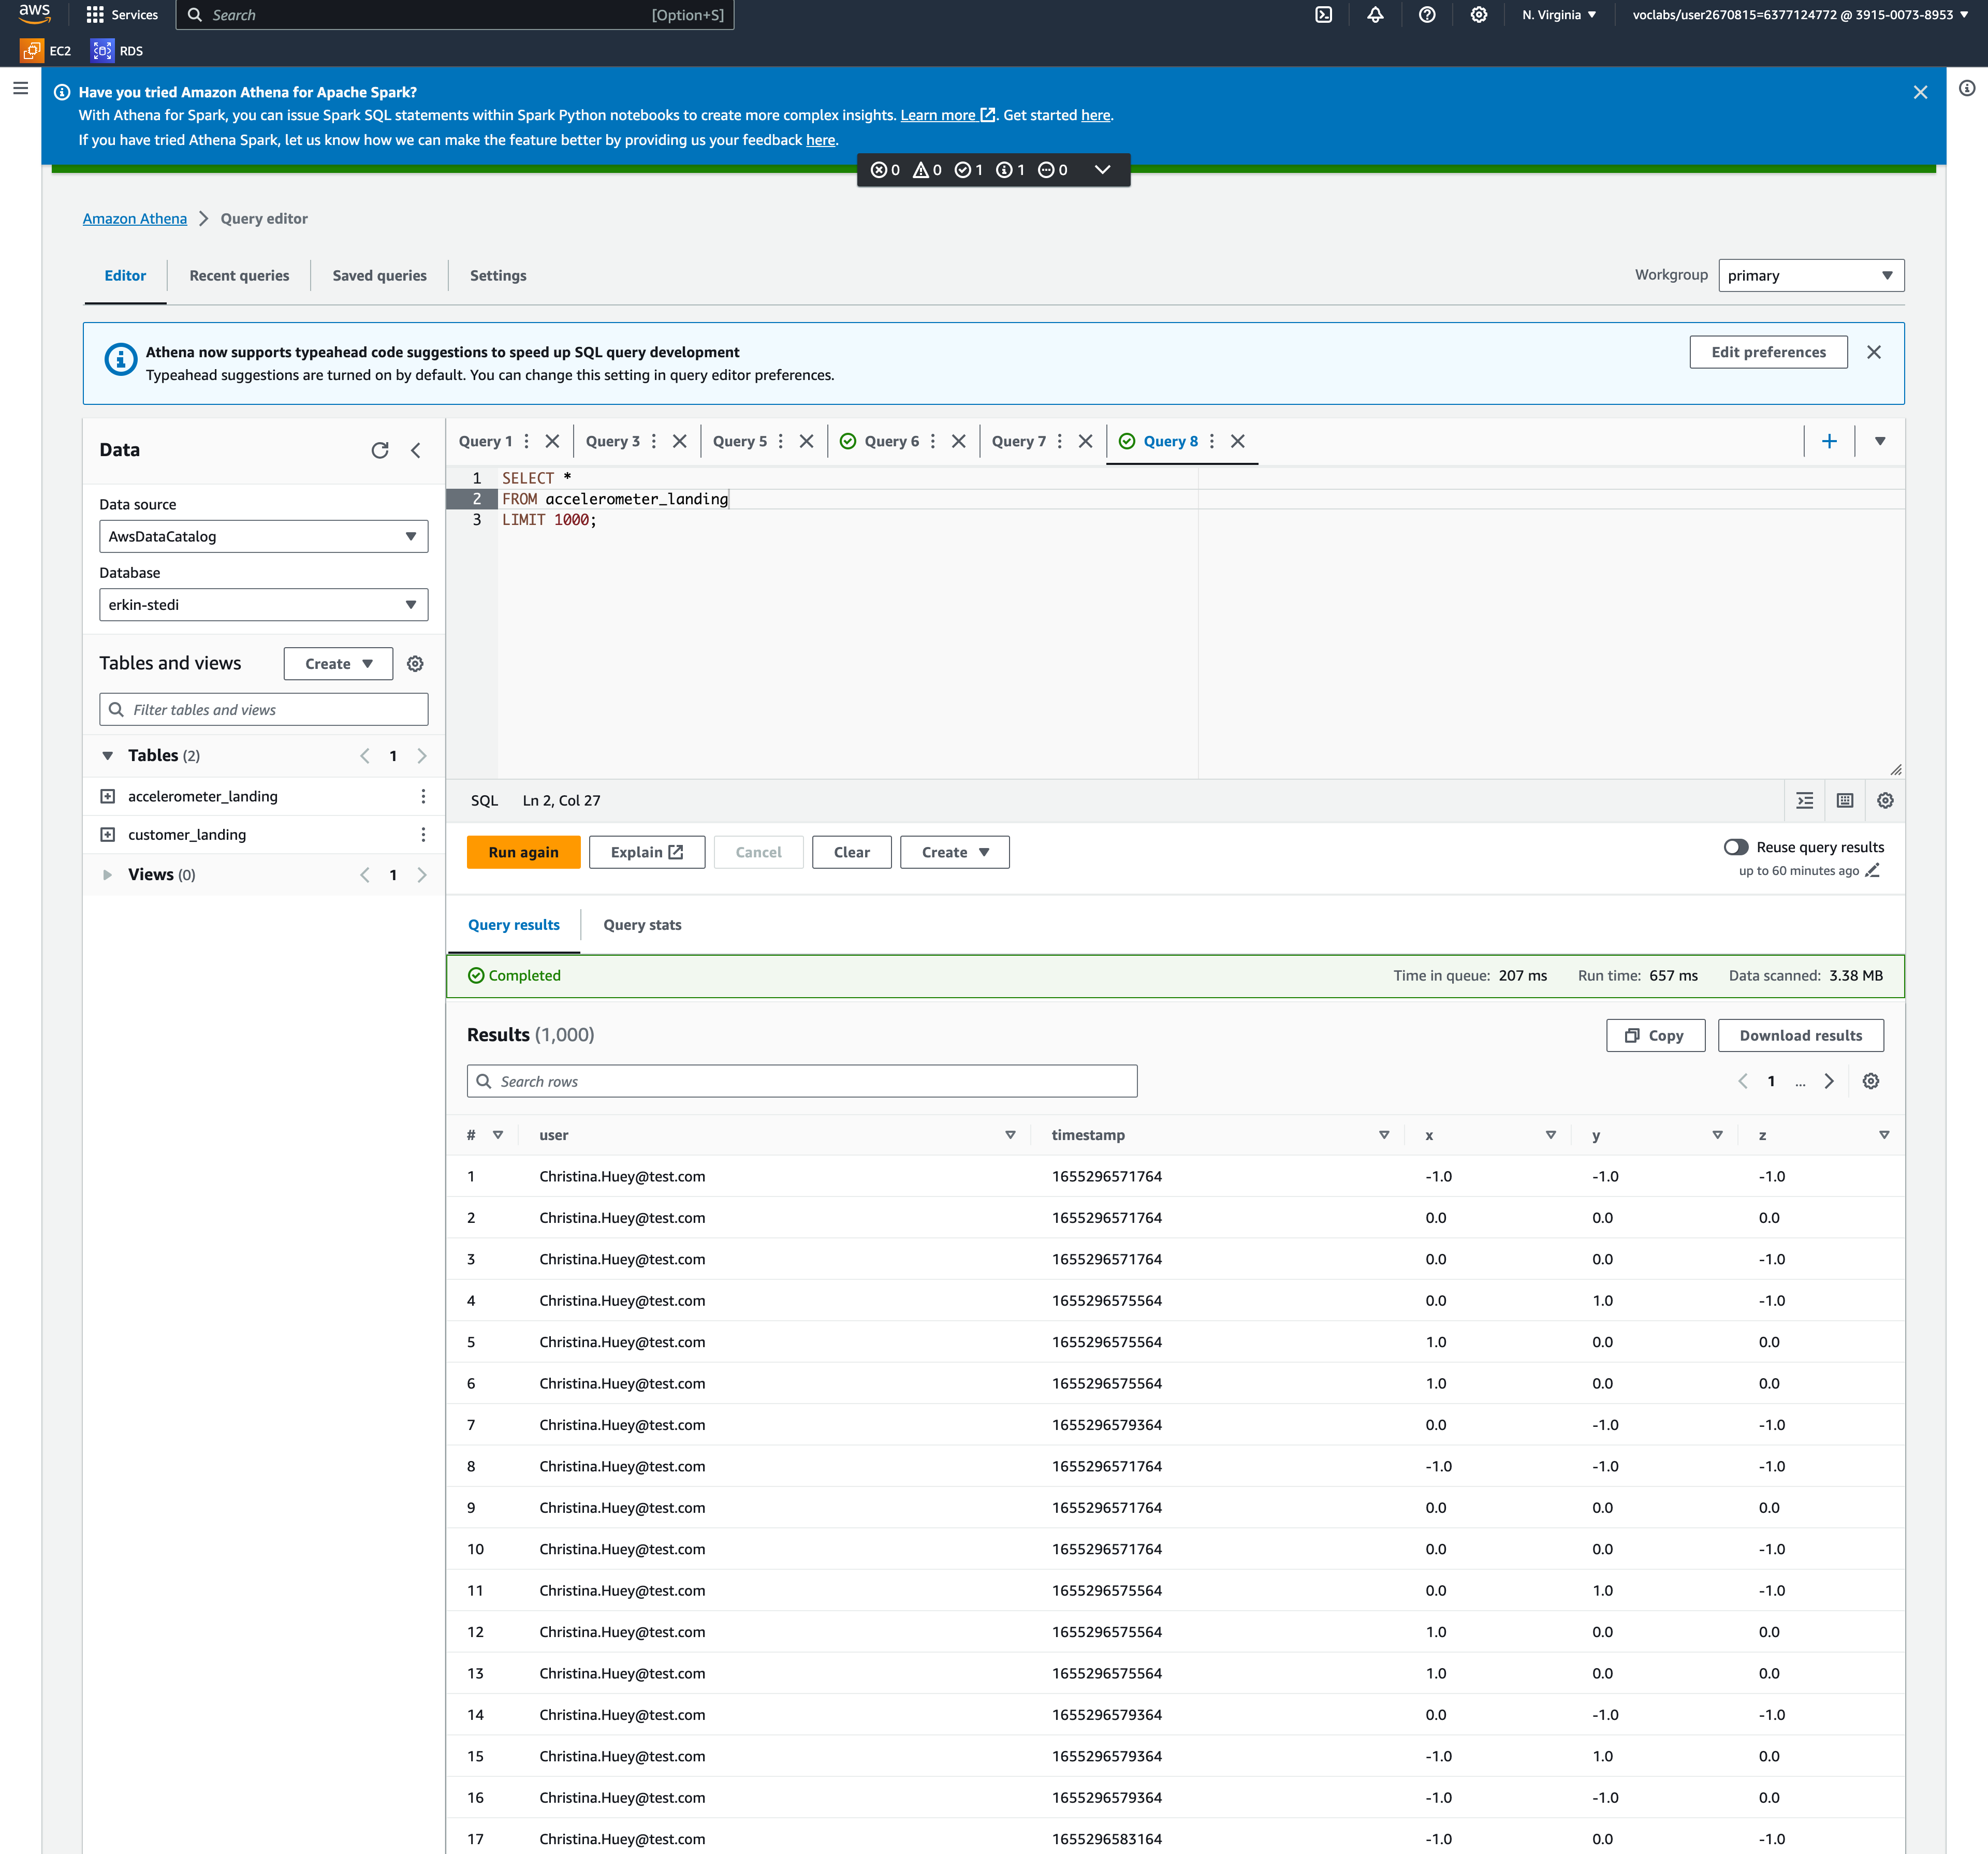 aws Services Search [Option+S] N. Virginia voclabs/user2670815=6377124772 @ 3915-0073-8953
EC2 RDS
Have you tried Amazon Athena for Apache Spark?
With Athena for Spark, you can issue Spark SQL statements within Spark Python notebooks to create more complex insights. Learn more. Get started here.
If you have tried Athena Spark, let us know how we can make the feature better by providing us your feedback here.
0 0 1 1 0
Amazon Athena Query editor
Editor Recent queries Saved queries Settings Workgroup primary
Athena now supports typeahead code suggestions to speed up SQL query development
Typeahead suggestions are turned on by default. You can change this setting in query editor preferences.
Edit preferences
Data
Data source
AwsDataCatalog
Database
erkin-stedi
Tables and views Create
Filter tables and views
Tables (2) 1
accelerometer_landing
customer_landing
Views (0) 1
Query 1 Query 3 Query 5 Query 6 Query 7 Query 8
1 SELECT *
2 FROM accelerometer_landing
3 LIMIT 1000;
SQL Ln 2, Col 27
Run again Explain Cancel Clear Create Reuse query results
up to 60 minutes ago
Query results Query stats
Completed Time in queue: 207 ms Run time: 657 ms Data scanned: 3.38 MB
Results (1,000) Copy Download results
Search rows 1 ...
# user timestamp x y z
1 Christina.Huey@test.com 1655296571764 -1.0 -1.0 -1.0
2 Christina.Huey@test.com 1655296571764 0.0 0.0 0.0
3 Christina.Huey@test.com 1655296571764 0.0 0.0 -1.0
4 Christina.Huey@test.com 1655296575564 0.0 1.0 -1.0
5 Christina.Huey@test.com 1655296575564 1.0 0.0 0.0
6 Christina.Huey@test.com 1655296575564 1.0 0.0 0.0
7 Christina.Huey@test.com 1655296579364 0.0 -1.0 -1.0
8 Christina.Huey@test.com 1655296571764 -1.0 -1.0 -1.0
9 Christina.Huey@test.com 1655296571764 0.0 0.0 0.0
10 Christina.Huey@test.com 1655296571764 0.0 0.0 -1.0
11 Christina.Huey@test.com 1655296575564 0.0 1.0 -1.0
12 Christina.Huey@test.com 1655296575564 1.0 0.0 0.0
13 Christina.Huey@test.com 1655296575564 1.0 0.0 0.0
14 Christina.Huey@test.com 1655296579364 0.0 -1.0 -1.0
15 Christina.Huey@test.com 1655296579364 -1.0 1.0 0.0
16 Christina.Huey@test.com 1655296579364 -1.0 -1.0 0.0
17 Christina.Huey@test.com 1655296583164 -1.0 0.0 -1.0